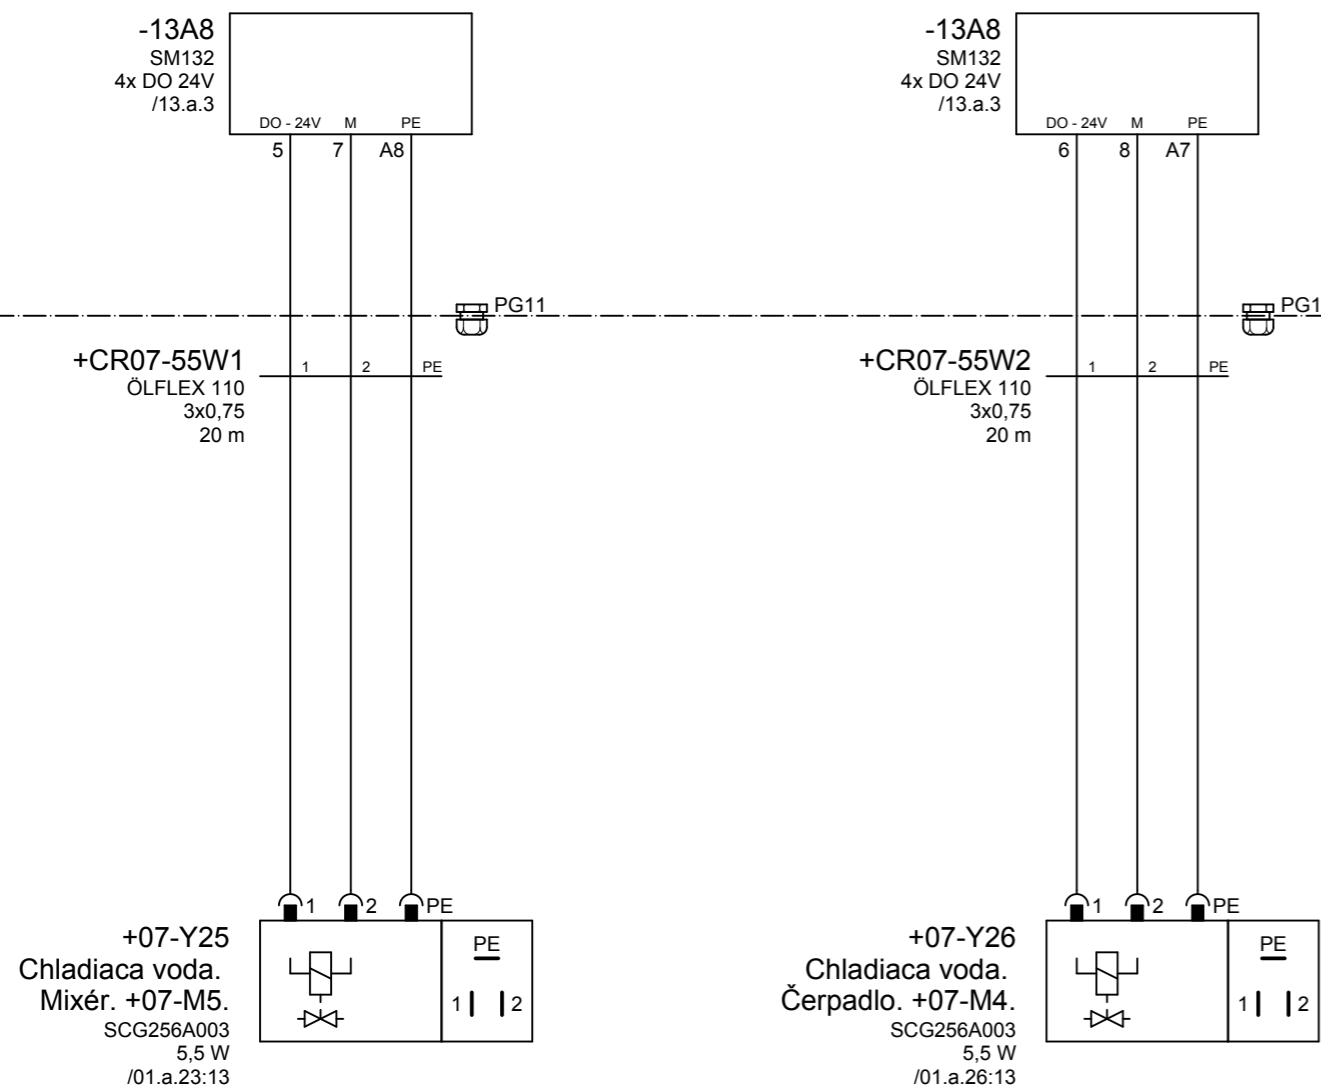 -13A8
SM132
4x DO 24V
/13.a.3
DO - 24V M PE
5 7 A8
-13A8
SM132
4x DO 24V
/13.a.3
DO - 24V M PE
6 8 A7
PG11
PG1
+CR07-55W1
ÖLFLEX 110
3x0,75
20 m
1 2 PE
+CR07-55W2
ÖLFLEX 110
3x0,75
20 m
1 2 PE
1 2 PE
+07-Y25
Chladiaca voda.
Mixér. +07-M5.
SCG256A003
5,5 W
/01.a.23:13
PE
1 2
1 2 PE
+07-Y26
Chladiaca voda.
Čerpadlo. +07-M4.
SCG256A003
5,5 W
/01.a.26:13
PE
1 2